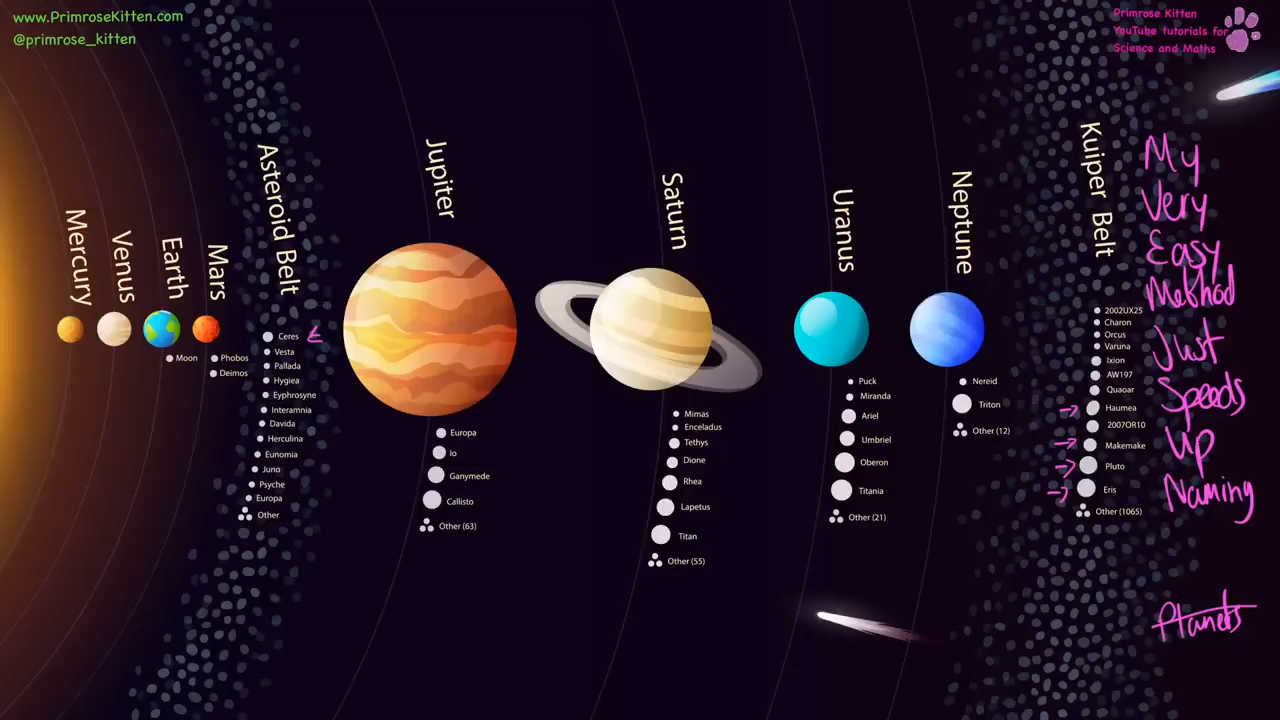 www.PrimroseKitten.com
@primrose_kitten
Primrose Kitten
YouTube tutorials for
Science and Maths
Mercury
Venus
Earth
Moon
Mars
Phobos
Deimos
Asteroid Belt
Ceres
Vesta
Pallada
Hygiea
Eyphrosyne
Interamnia
Davida
Herculina
Eunomia
Juno
Psyche
Europa
Other
Jupiter
Europa
Io
Ganymede
Callisto
Other (63)
Saturn
Mimas
Enceladus
Tethys
Dione
Rhea
Lapetus
Titan
Other (55)
Uranus
Puck
Miranda
Ariel
Umbriel
Oberon
Titania
Other (21)
Neptune
Nereid
Triton
Other (12)
Kuiper Belt
2002UX25
Charon
Orcus
Varuna
Ixion
AW197
Quaoar
Haumea
2007OR10
Makemake
Pluto
Eris
Other (1065)
My
Very
Easy
Method
Just
Speeds
Up
Naming
Planets